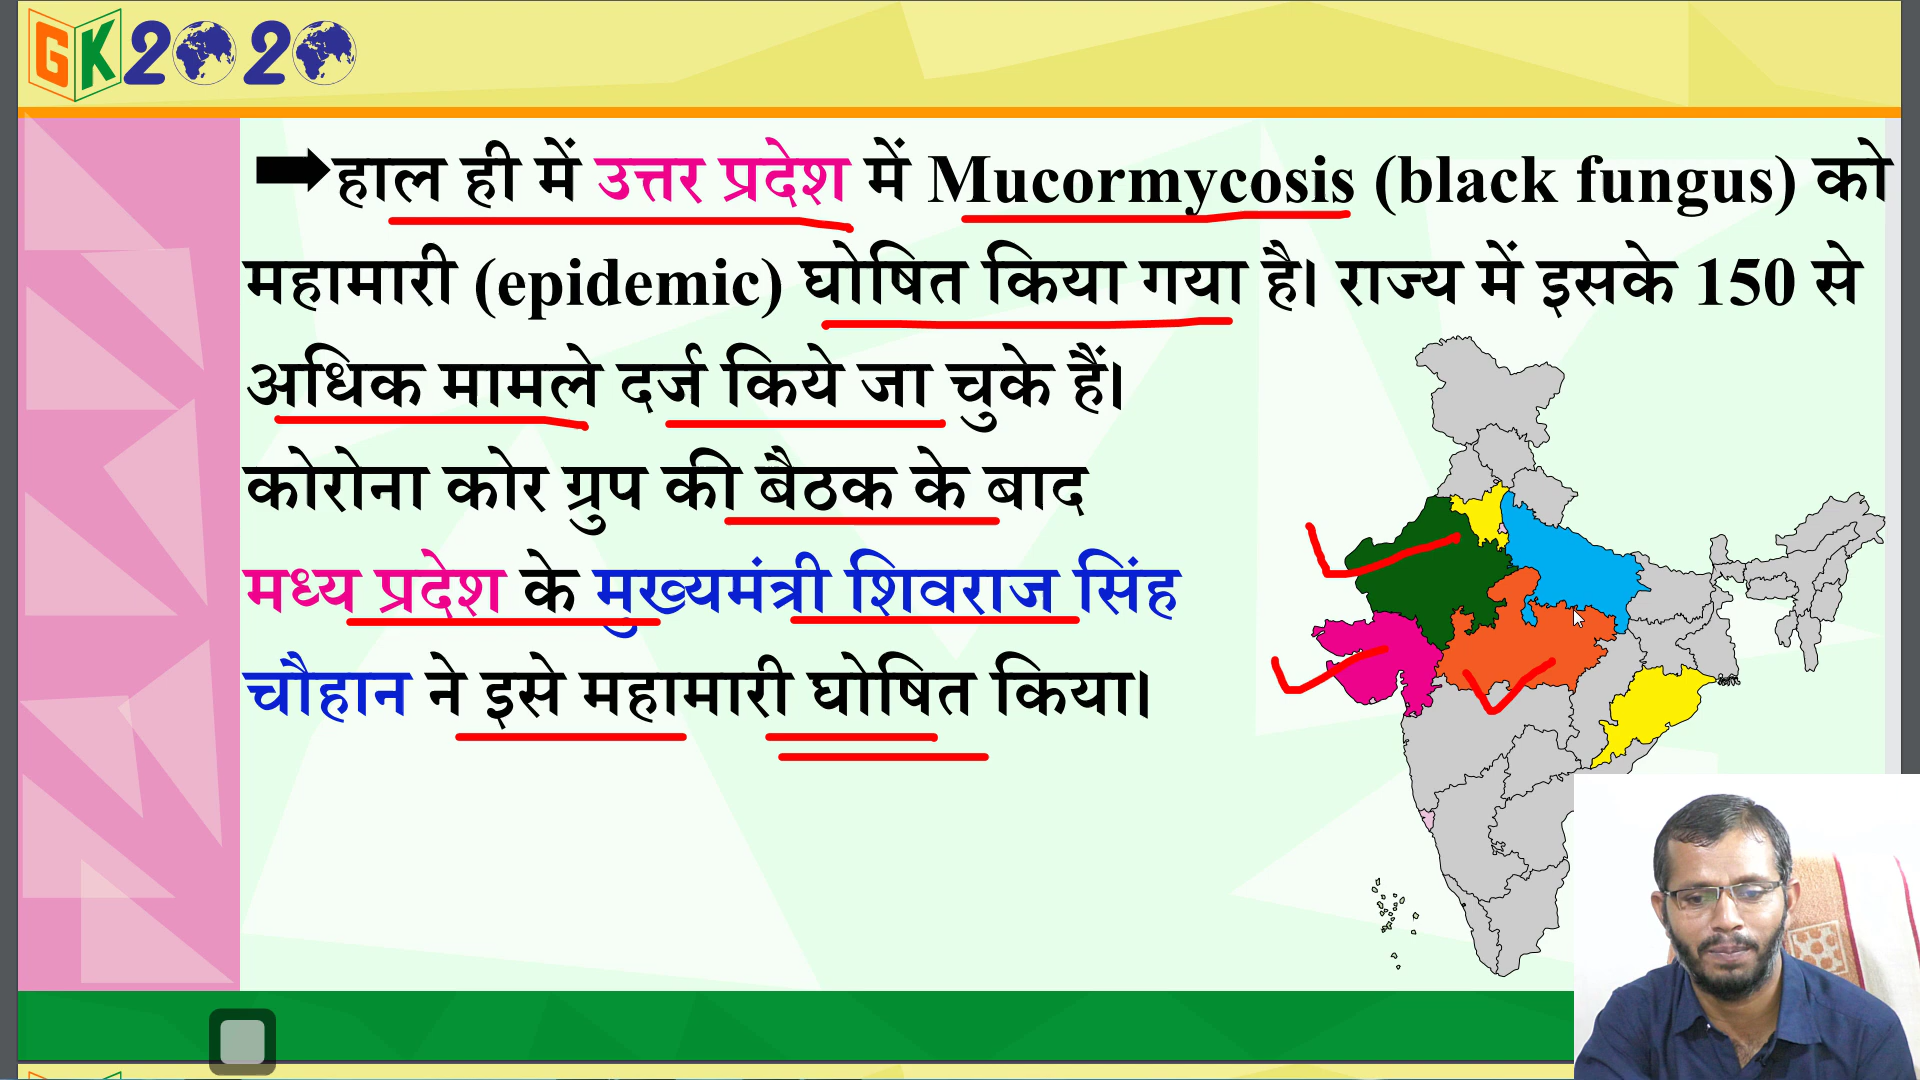 GK2020
हाल ही में उत्तर प्रदेश में Mucormycosis (black fungus) को
महामारी (epidemic) घोषित किया गया है। राज्य में इसके 150 से
अधिक मामले दर्ज किये जा चुके हैं।
कोरोना कोर ग्रुप की बैठक के बाद
मध्य प्रदेश के मुख्यमंत्री शिवराज सिंह
चौहान ने इसे महामारी घोषित किया।